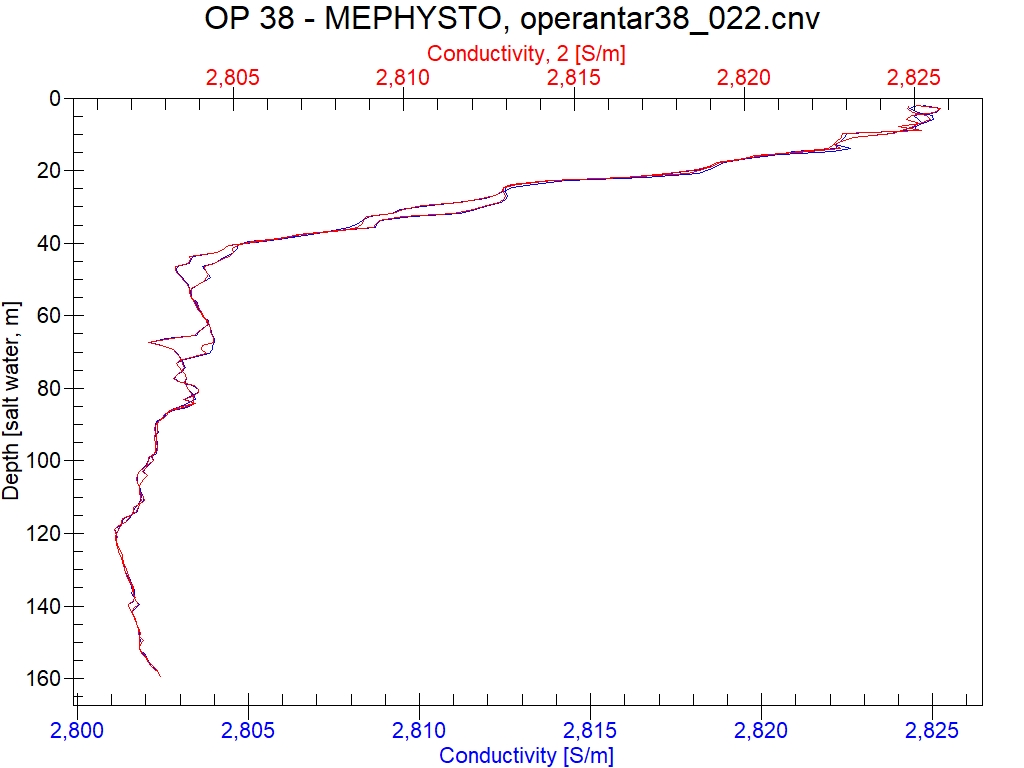 OP 38 - MEPHYSTO, operantar38_022.cnv
Conductivity, 2 [S/m]
2,805 2,810 2,815 2,820 2,825
0
20
40
60
80
100
120
140
160
Depth [salt water, m]
2,800 2,805 2,810 2,815 2,820 2,825
Conductivity [S/m]